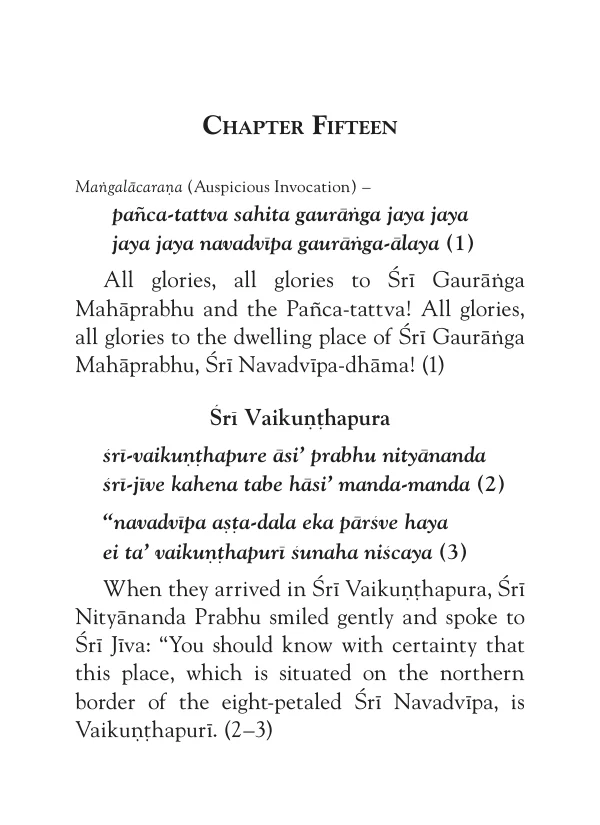 CHAPTER FIFTEEN
Maṅgalācaraṇa (Auspicious Invocation) –
pañca-tattva sahita gaurāṅga jaya jaya
jaya jaya navadvīpa gaurāṅga-ālaya (1)
All glories, all glories to Śrī Gaurāṅga
Mahāprabhu and the Pañca-tattva! All glories,
all glories to the dwelling place of Śrī Gaurāṅga
Mahāprabhu, Śrī Navadvīpa-dhāma! (1)
Śrī Vaikuṇṭhapura
śrī-vaikuṇṭhapure āsi’ prabhu nityānanda
śrī-jīve kahena tabe hāsi’ manda-manda (2)
“navadvīpa aṣṭa-dala eka pārśve haya
ei ta’ vaikuṇṭhapurī śunaha niścaya (3)
When they arrived in Śrī Vaikuṇṭhapura, Śrī
Nityānanda Prabhu smiled gently and spoke to
Śrī Jīva: “You should know with certainty that
this place, which is situated on the northern
border of the eight-petaled Śrī Navadvīpa, is
Vaikuṇṭhapurī. (2–3)